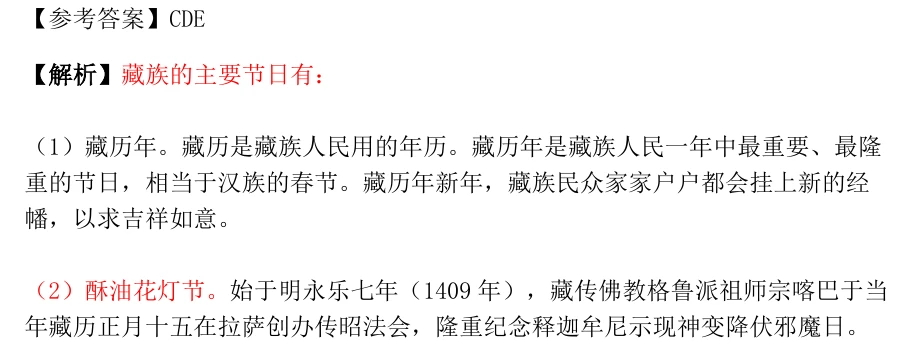 【参考答案】CDE
【解析】藏族的主要节日有：
（1）藏历年。藏历是藏族人民用的年历。藏历年是藏族人民一年中最重要、最隆
重的节日，相当于汉族的春节。藏历年新年，藏族民众家家户户都会挂上新的经
幡，以求吉祥如意。
（2）酥油花灯节。始于明永乐七年（1409 年），藏传佛教格鲁派祖师宗喀巴于当
年藏历正月十五在拉萨创办传昭法会，隆重纪念释迦牟尼示现神变降伏邪魔日。